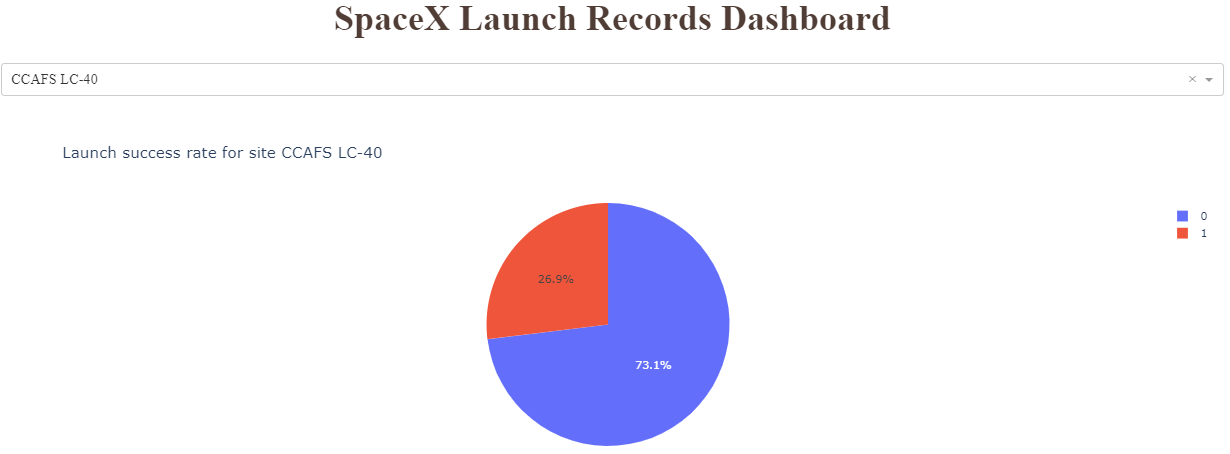 SpaceX Launch Records Dashboard
CCAFS LC-40
×
Launch success rate for site CCAFS LC-40
0
1
26.9%
73.1%